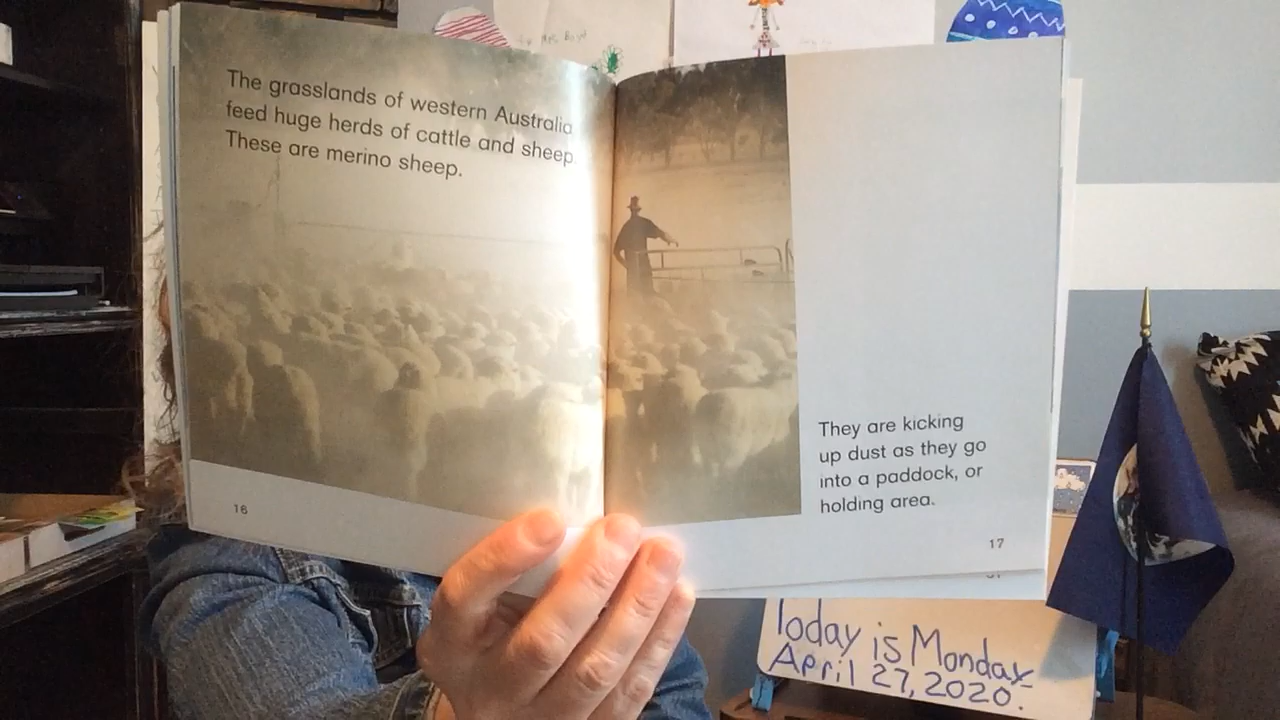 The grasslands of western Australia
feed huge herds of cattle and sheep.
These are merino sheep.
16
They are kicking
up dust as they go
into a paddock, or
holding area.
17
Today is Monday
April 27, 2020.